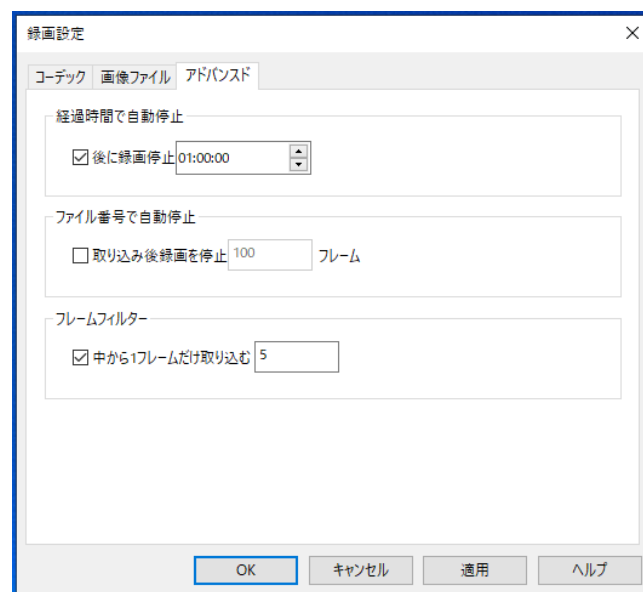 録画設定
コーデック 画像ファイル アドバンスド
経過時間で自動停止
後に録画停止 01:00:00
ファイル番号で自動停止
取り込み後録画を停止 100 フレーム
フレームフィルター
中から1フレームだけ取り込む 5
OK キャンセル 適用 ヘルプ